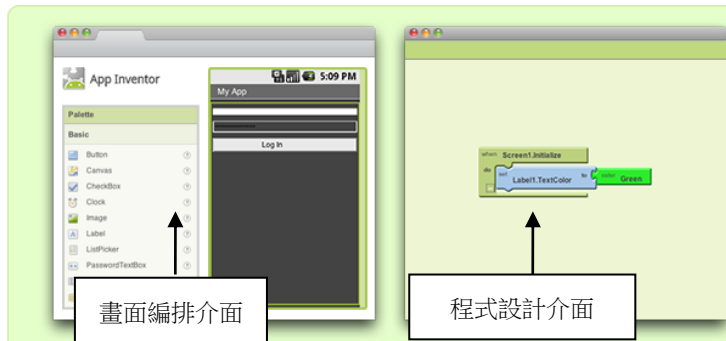 App Inventor
5:09 PM
My App
Palette
Basic
Button
Canvas
CheckBox
Clock
Image
Label
ListPicker
PasswordTextBox
Log In
畫面編排介面
when Screen1.Initialize
do
set Label1.TextColor to color Green
程式設計介面